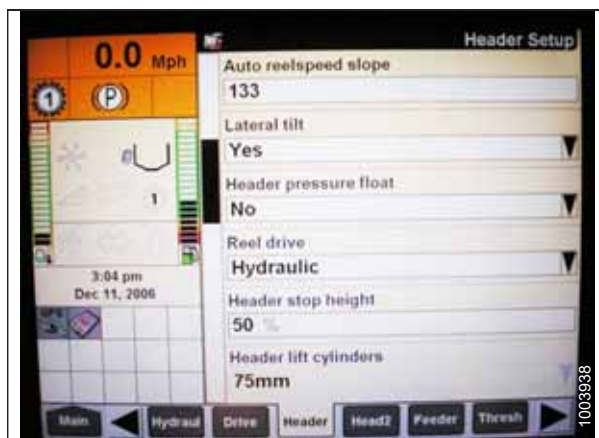 0.0 Mph
Header Setup
Auto reelspeed slope
133
1
P
Lateral tilt
Yes
Header pressure float
No
1
Reel drive
Hydraulic
3:04 pm
Dec 11, 2006
Header stop height
50 %
Header lift cylinders
75mm
Main
Hydraul
Drive
Header
Head2
Feeder
Thresh
1003938